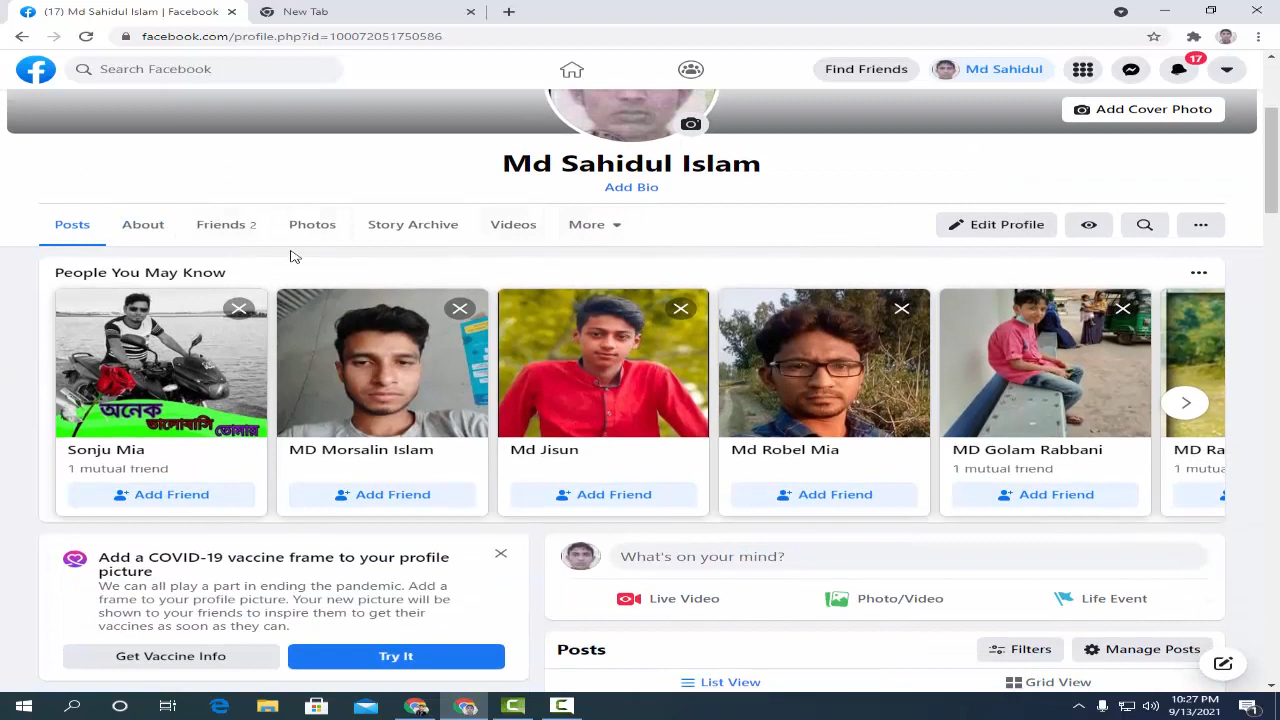 (17) Md Sahidul Islam | Facebook
New Tab
facebook.com/profile.php?id=100072051750586
Search Facebook
Find Friends
Md Sahidul
17
Add Cover Photo
Md Sahidul Islam
Add Bio
Posts
About
Friends 2
Photos
Story Archive
Videos
More
Edit Profile
People You May Know
অনেক
ভালোবাসি
তোমায়
Sonju Mia
1 mutual friend
Add Friend
MD Morsalin Islam
Add Friend
Md Jisun
Add Friend
Md Robel Mia
Add Friend
MD Golam Rabbani
1 mutual friend
Add Friend
MD Ra
1 mutua
Add a COVID-19 vaccine frame to your profile
picture
We can all play a part in ending the pandemic. Add a
frame to your profile picture. Your new picture will be
shown to your friends to inspire them to get their
vaccines as soon as they can.
Get Vaccine Info
Try It
What's on your mind?
Live Video
Photo/Video
Life Event
Posts
Filters
Manage Posts
List View
Grid View
10:27 PM
9/13/2021
1